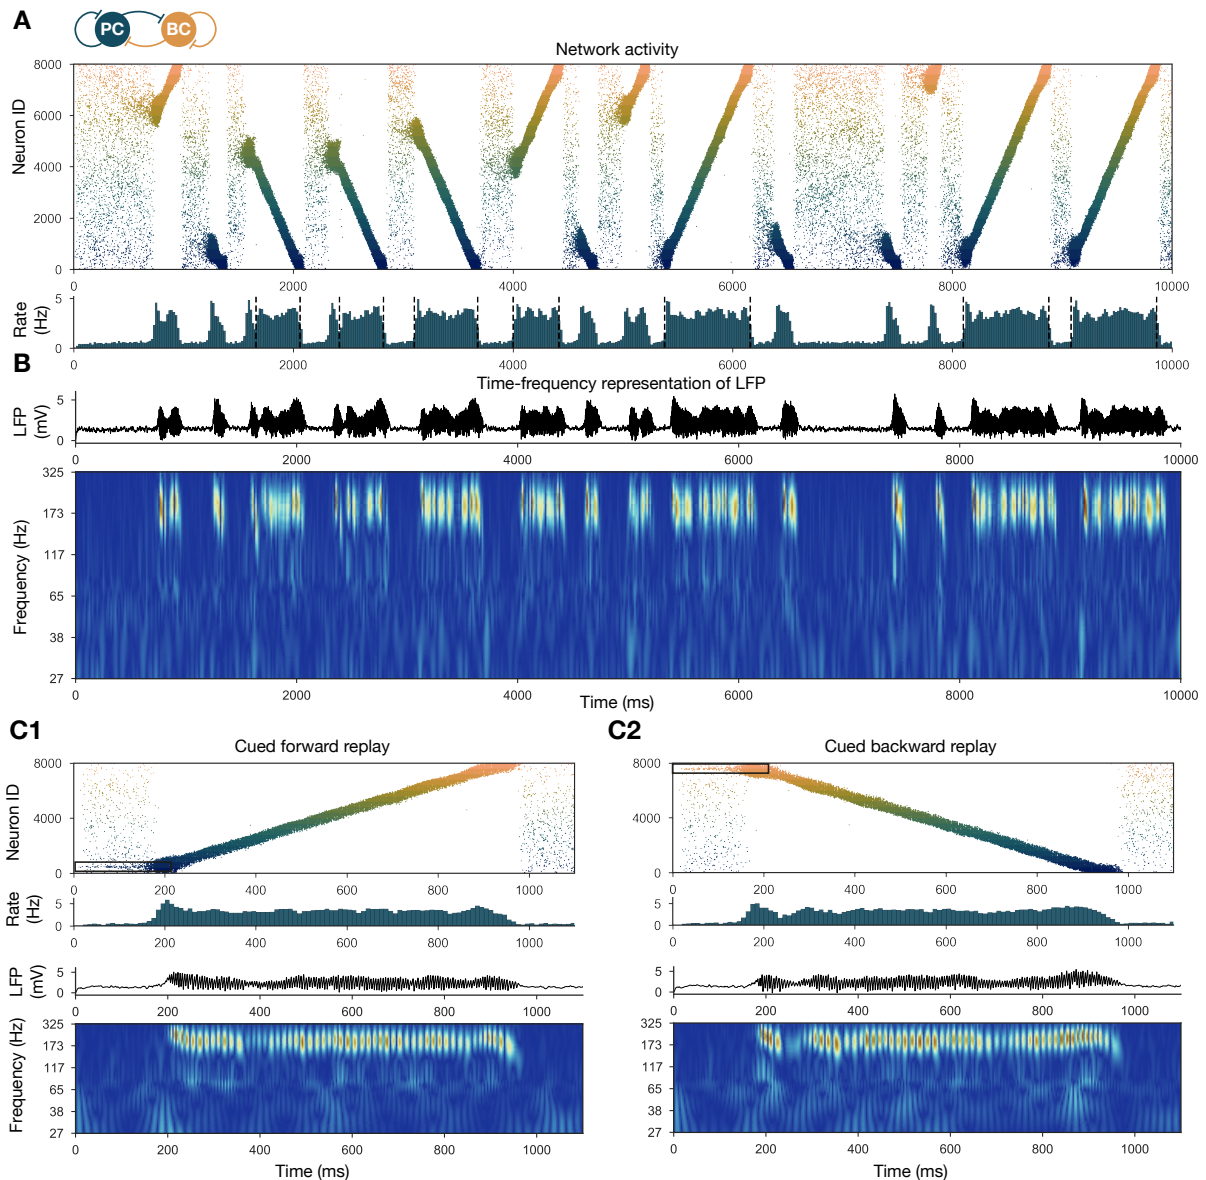 A
PC
BC
Network activity
Neuron ID
8000
6000
4000
2000
0
0 2000 4000 6000 8000 10000
Rate
(Hz)
5
0
0 2000 4000 6000 8000 10000
B
Time-frequency representation of LFP
LFP
(mV)
5
0
0 2000 4000 6000 8000 10000
Frequency (Hz)
325
173
117
65
38
27
0 2000 4000 6000 8000 10000
Time (ms)
C1
Cued forward replay
Neuron ID
8000
4000
0
0 200 400 600 800 1000
Rate
(Hz)
5
0
0 200 400 600 800 1000
LFP
(mV)
5
0
0 200 400 600 800 1000
Frequency (Hz)
325
173
117
65
38
27
0 200 400 600 800 1000
Time (ms)
C2
Cued backward replay
8000
4000
0
0 200 400 600 800 1000
Rate
(Hz)
5
0
0 200 400 600 800 1000
LFP
(mV)
5
0
0 200 400 600 800 1000
Frequency (Hz)
325
173
117
65
38
27
0 200 400 600 800 1000
Time (ms)